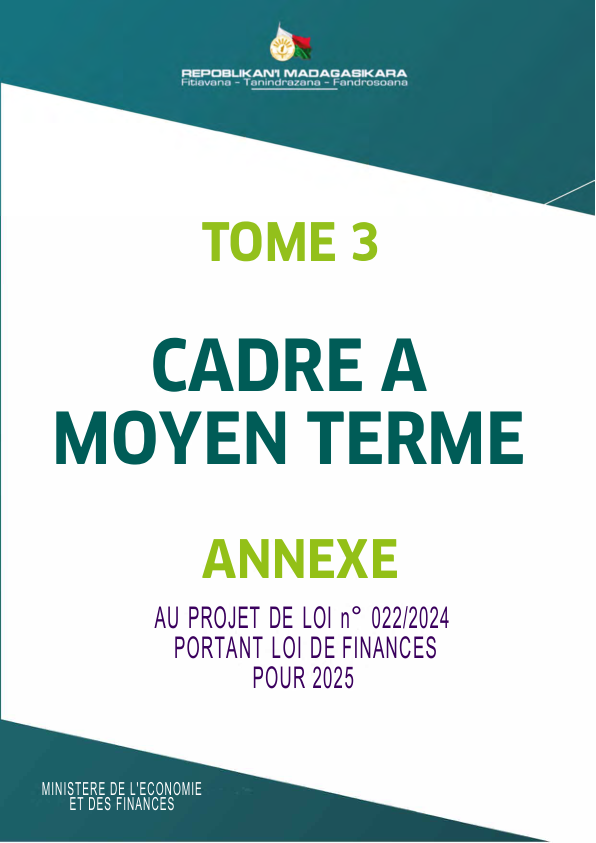 REPOBLIKAN'I MADAGASIKARA
Fitiavana - Tanindrazana - Fandrosoana
TOME 3
CADRE A
MOYEN TERME
ANNEXE
AU PROJET DE LOI n° 022/2024
PORTANT LOI DE FINANCES
POUR 2025
MINISTERE DE L'ECONOMIE
ET DES FINANCES